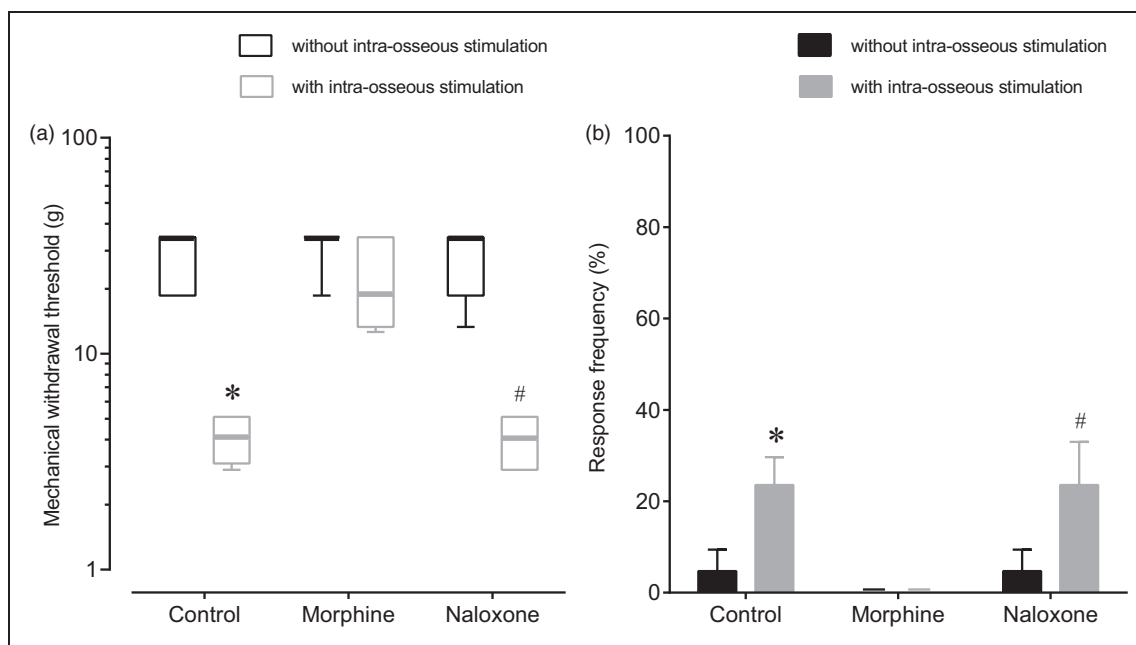 without intra-osseous stimulation
with intra-osseous stimulation
(a)
Mechanical withdrawal threshold (g)
100
10
1
*
#
Control Morphine Naloxone
without intra-osseous stimulation
with intra-osseous stimulation
(b)
Response frequency (%)
100
80
60
40
20
0
*
#
Control Morphine Naloxone